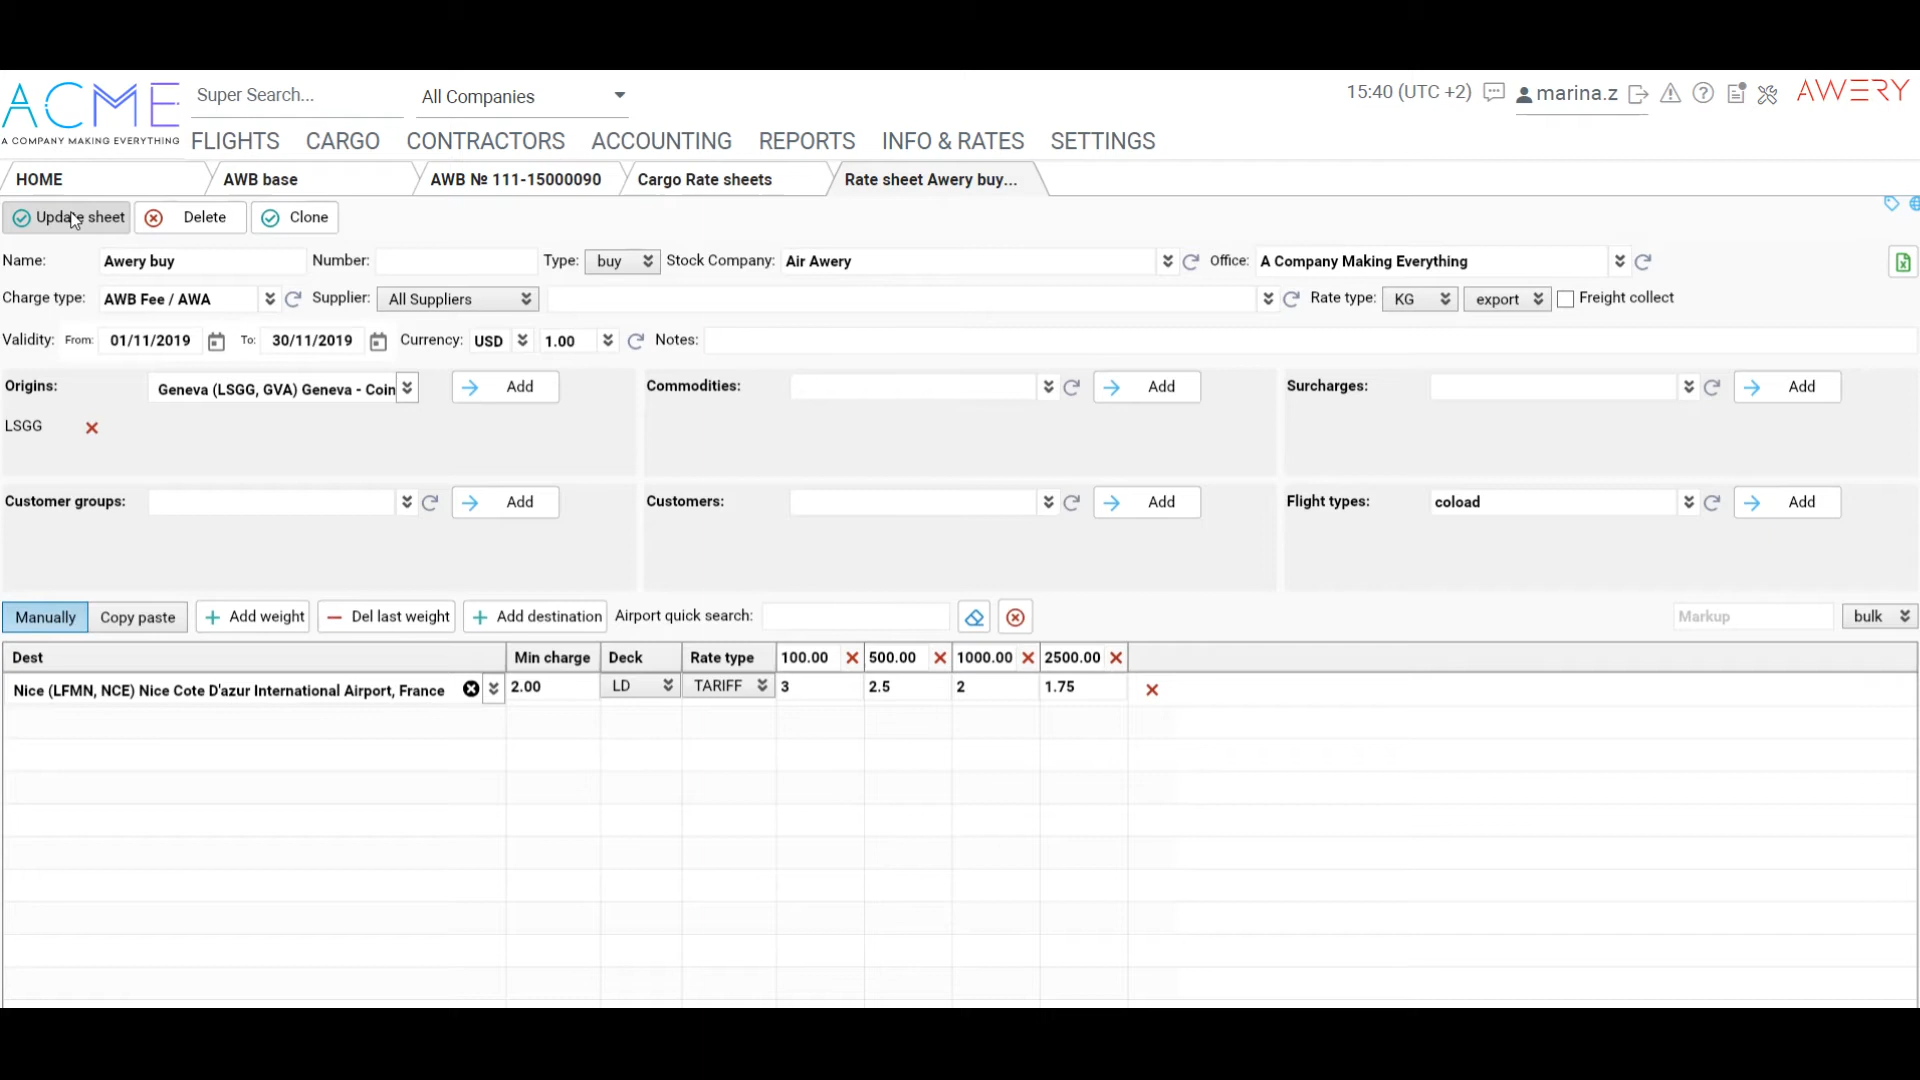 ACME
A COMPANY MAKING EVERYTHING
Super Search...
All Companies
15:40 (UTC +2)
marina.z
AWERY
FLIGHTS CARGO CONTRACTORS ACCOUNTING REPORTS INFO & RATES SETTINGS
HOME AWB base AWB № 111-15000090 Cargo Rate sheets Rate sheet Awery buy...
Update sheet Delete Clone
Name: Awery buy Number: Type: buy Stock Company: Air Awery Office: A Company Making Everything
Charge type: AWB Fee / AWA Supplier: All Suppliers Rate type: KG export Freight collect
Validity: From: 01/11/2019 To: 30/11/2019 Currency: USD 1.00 Notes:
Origins: Geneva (LSGG, GVA) Geneva - Coin Add Commodities: Add Surcharges: Add
LSGG
Customer groups: Add Customers: Add Flight types: coload Add
Manually Copy paste Add weight Del last weight Add destination Airport quick search: Markup bulk
Dest Min charge Deck Rate type 100.00 500.00 1000.00 2500.00
Nice (LFMN, NCE) Nice Cote D'azur International Airport, France 2.00 LD TARIFF 3 2.5 2 1.75